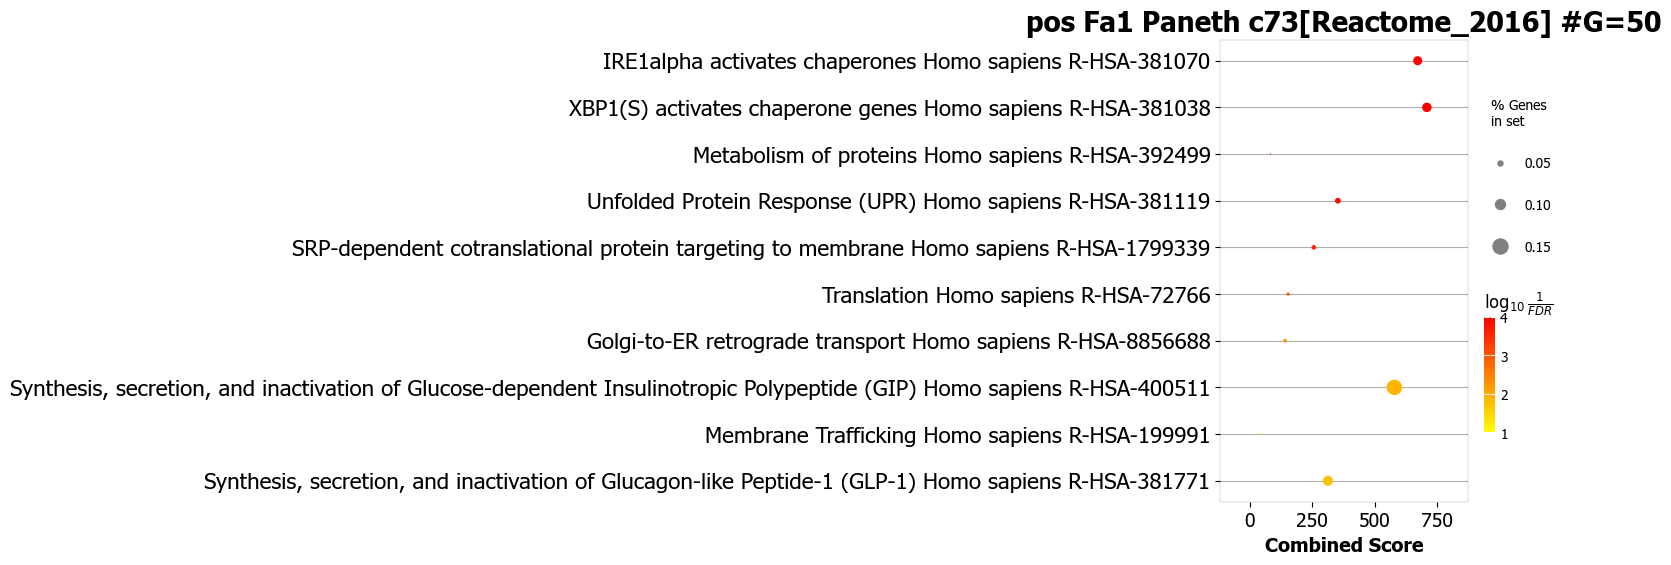 pos Fa1 Paneth c73[Reactome_2016] #G=50
IRE1alpha activates chaperones Homo sapiens R-HSA-381070
XBP1(S) activates chaperone genes Homo sapiens R-HSA-381038
Metabolism of proteins Homo sapiens R-HSA-392499
Unfolded Protein Response (UPR) Homo sapiens R-HSA-381119
SRP-dependent cotranslational protein targeting to membrane Homo sapiens R-HSA-1799339
Translation Homo sapiens R-HSA-72766
Golgi-to-ER retrograde transport Homo sapiens R-HSA-8856688
Synthesis, secretion, and inactivation of Glucose-dependent Insulinotropic Polypeptide (GIP) Homo sapiens R-HSA-400511
Membrane Trafficking Homo sapiens R-HSA-199991
Synthesis, secretion, and inactivation of Glucagon-like Peptide-1 (GLP-1) Homo sapiens R-HSA-381771
0 250 500 750
Combined Score
% Genes
in set
0.05
0.10
0.15
log10 1/FDR
4
3
2
1